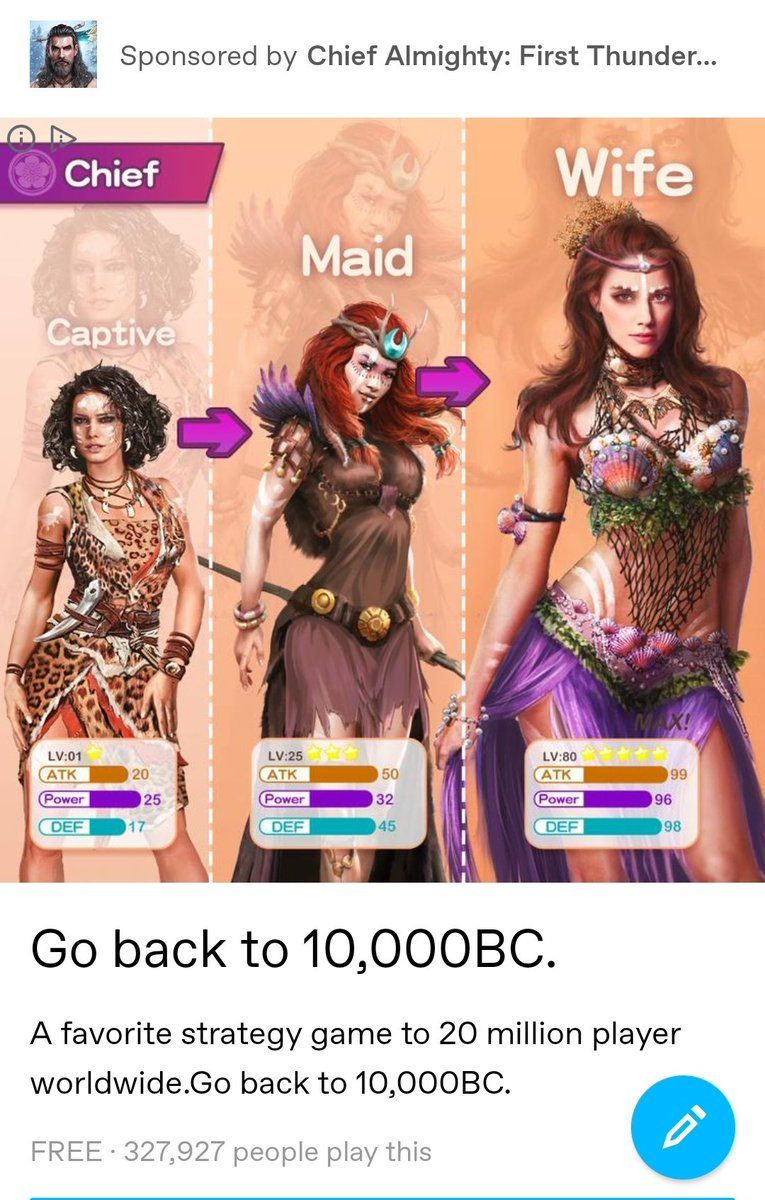 Sponsored by Chief Almighty: First Thunder...
Chief
Wife
Maid
Captive
LV:01
ATK 20
Power 25
DEF 17
LV:25
ATK 50
Power 32
DEF 45
MAX!
LV:80
ATK 99
Power 96
DEF 98
Go back to 10,000BC.
A favorite strategy game to 20 million player
worldwide.Go back to 10,000BC.
FREE · 327,927 people play this